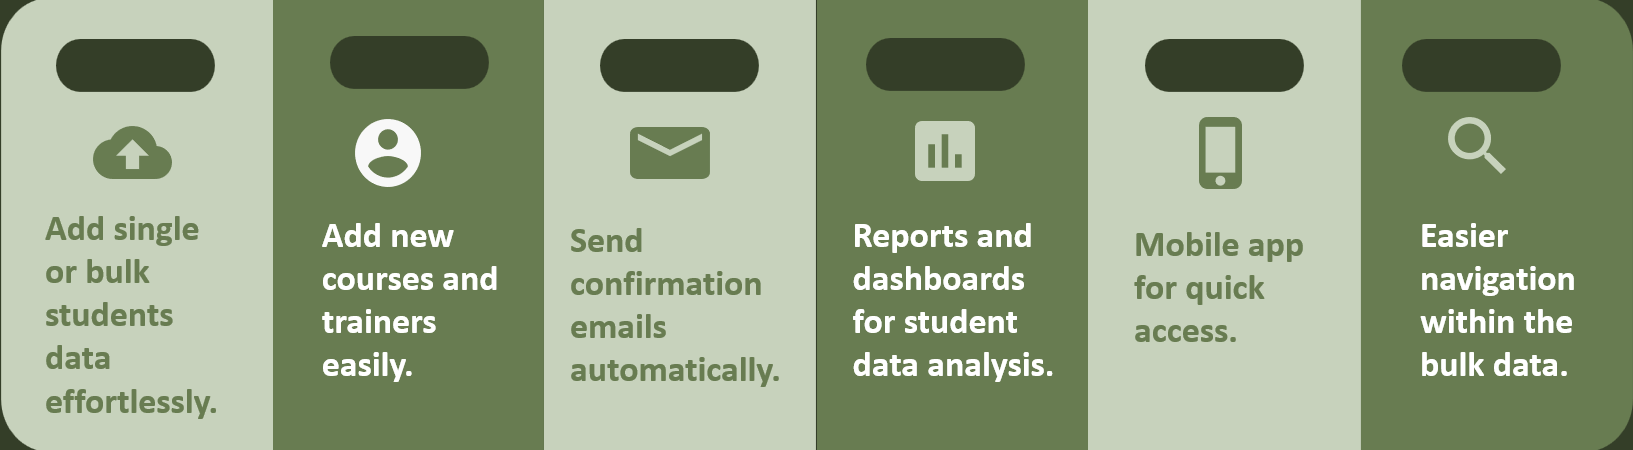 Add single
or bulk
students
data
effortlessly.
Add new
courses and
trainers
easily.
Send
confirmation
emails
automatically.
Reports and
dashboards
for student
data analysis.
Mobile app
for quick
access.
Easier
navigation
within the
bulk data.